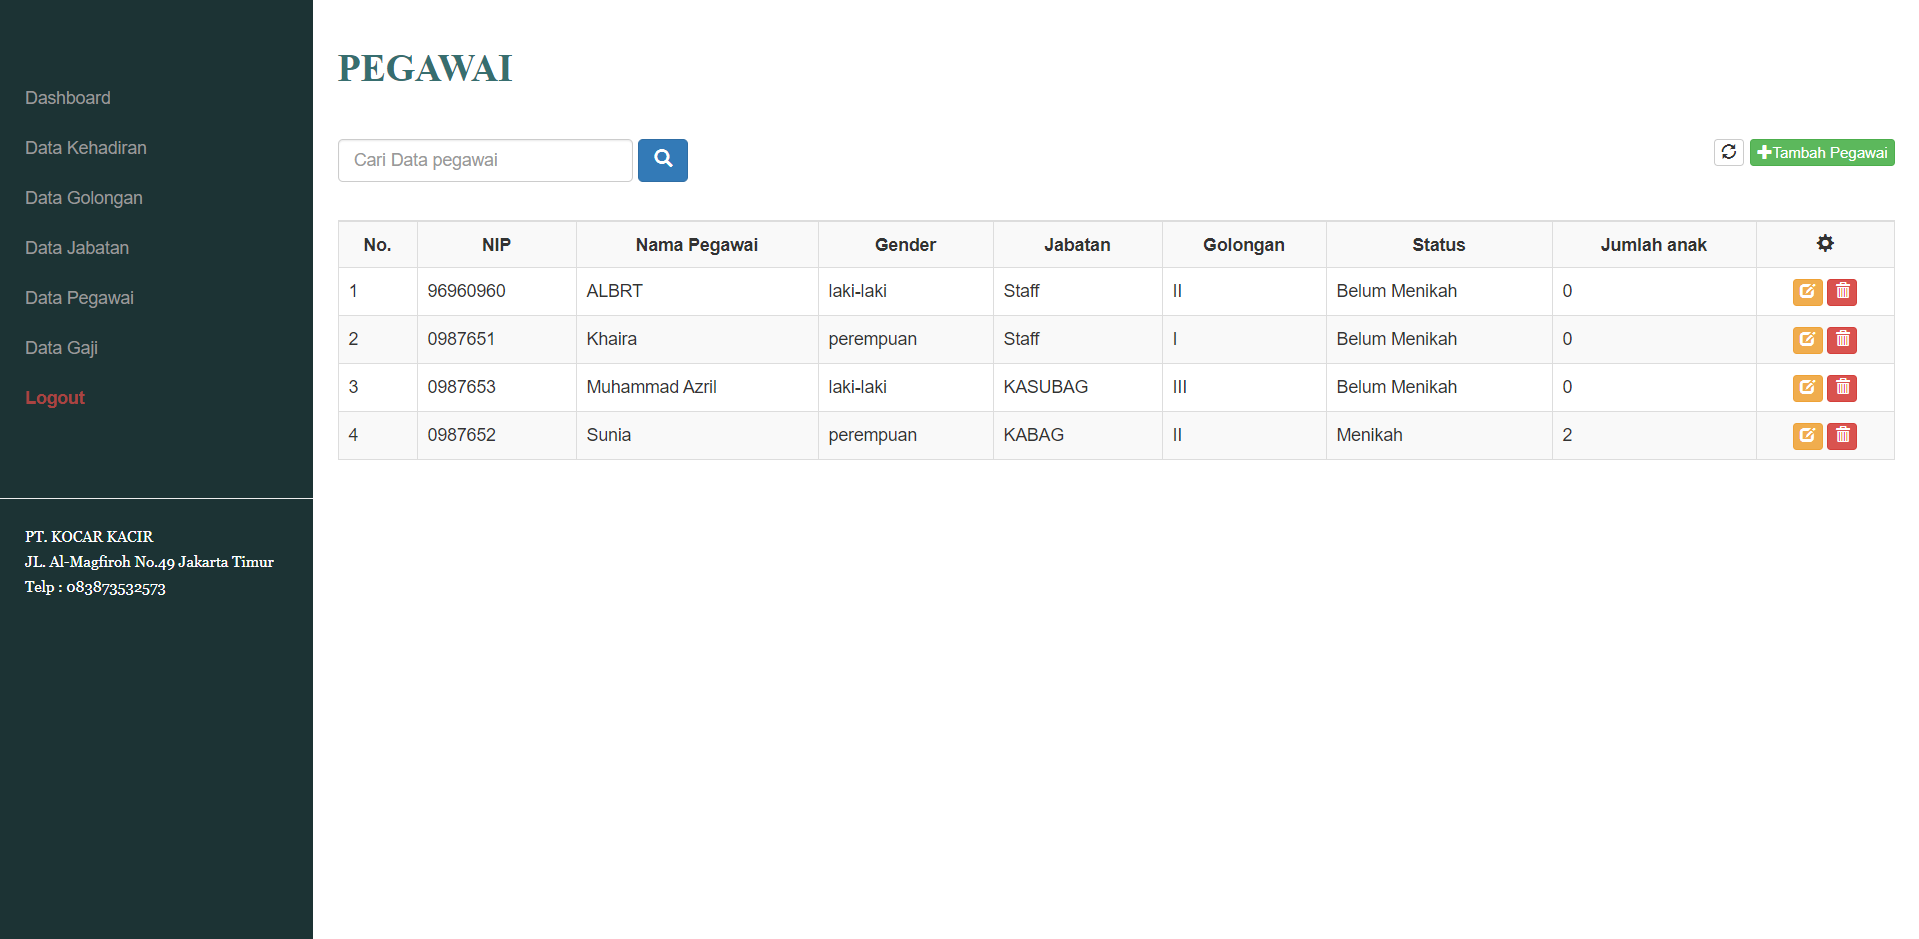 Dashboard
Data Kehadiran
Data Golongan
Data Jabatan
Data Pegawai
Data Gaji
Logout
PT. KOCAR KACIR
JL. Al-Magfiroh No.49 Jakarta Timur
Telp : 083873532573
PEGAWAI
Cari Data pegawai
Tambah Pegawai
No. NIP Nama Pegawai Gender Jabatan Golongan Status Jumlah anak
1 96960960 ALBRT laki-laki Staff II Belum Menikah 0
2 0987651 Khaira perempuan Staff I Belum Menikah 0
3 0987653 Muhammad Azril laki-laki KASUBAG III Belum Menikah 0
4 0987652 Sunia perempuan KABAG II Menikah 2